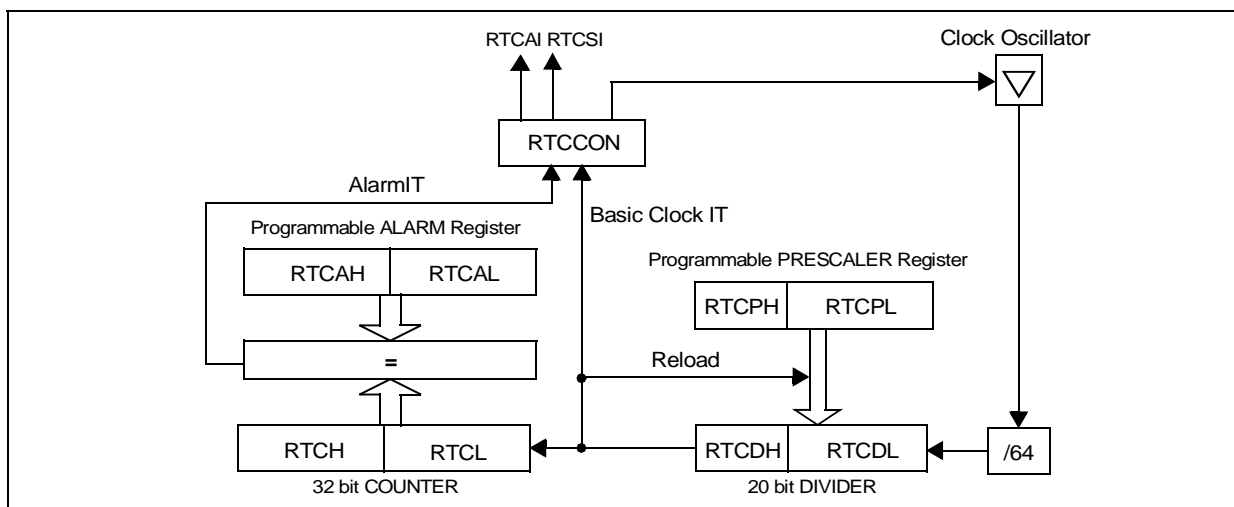 RTCAI RTCSI
Clock Oscillator
RTCCON
AlarmIT
Basic Clock IT
Programmable ALARM Register
RTCAH RTCAL
Programmable PRESCALER Register
RTCPH RTCPL
=
Reload
RTCH RTCL
RTCDH RTCDL
/64
32 bit COUNTER
20 bit DIVIDER